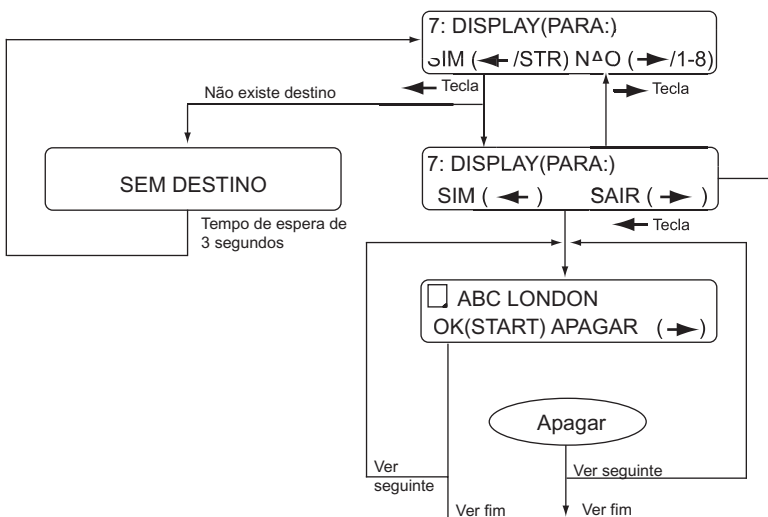 7: DISPLAY(PARA:)
SIM (←/STR) NÃO (→/1-8)
← Tecla
→ Tecla
Não existe destino
SEM DESTINO
Tempo de espera de
3 segundos
7: DISPLAY(PARA:)
SIM (←) SAIR (→)
← Tecla
ABC LONDON
OK(START) APAGAR (→)
Apagar
Ver
seguinte
Ver seguinte
Ver fim
Ver fim